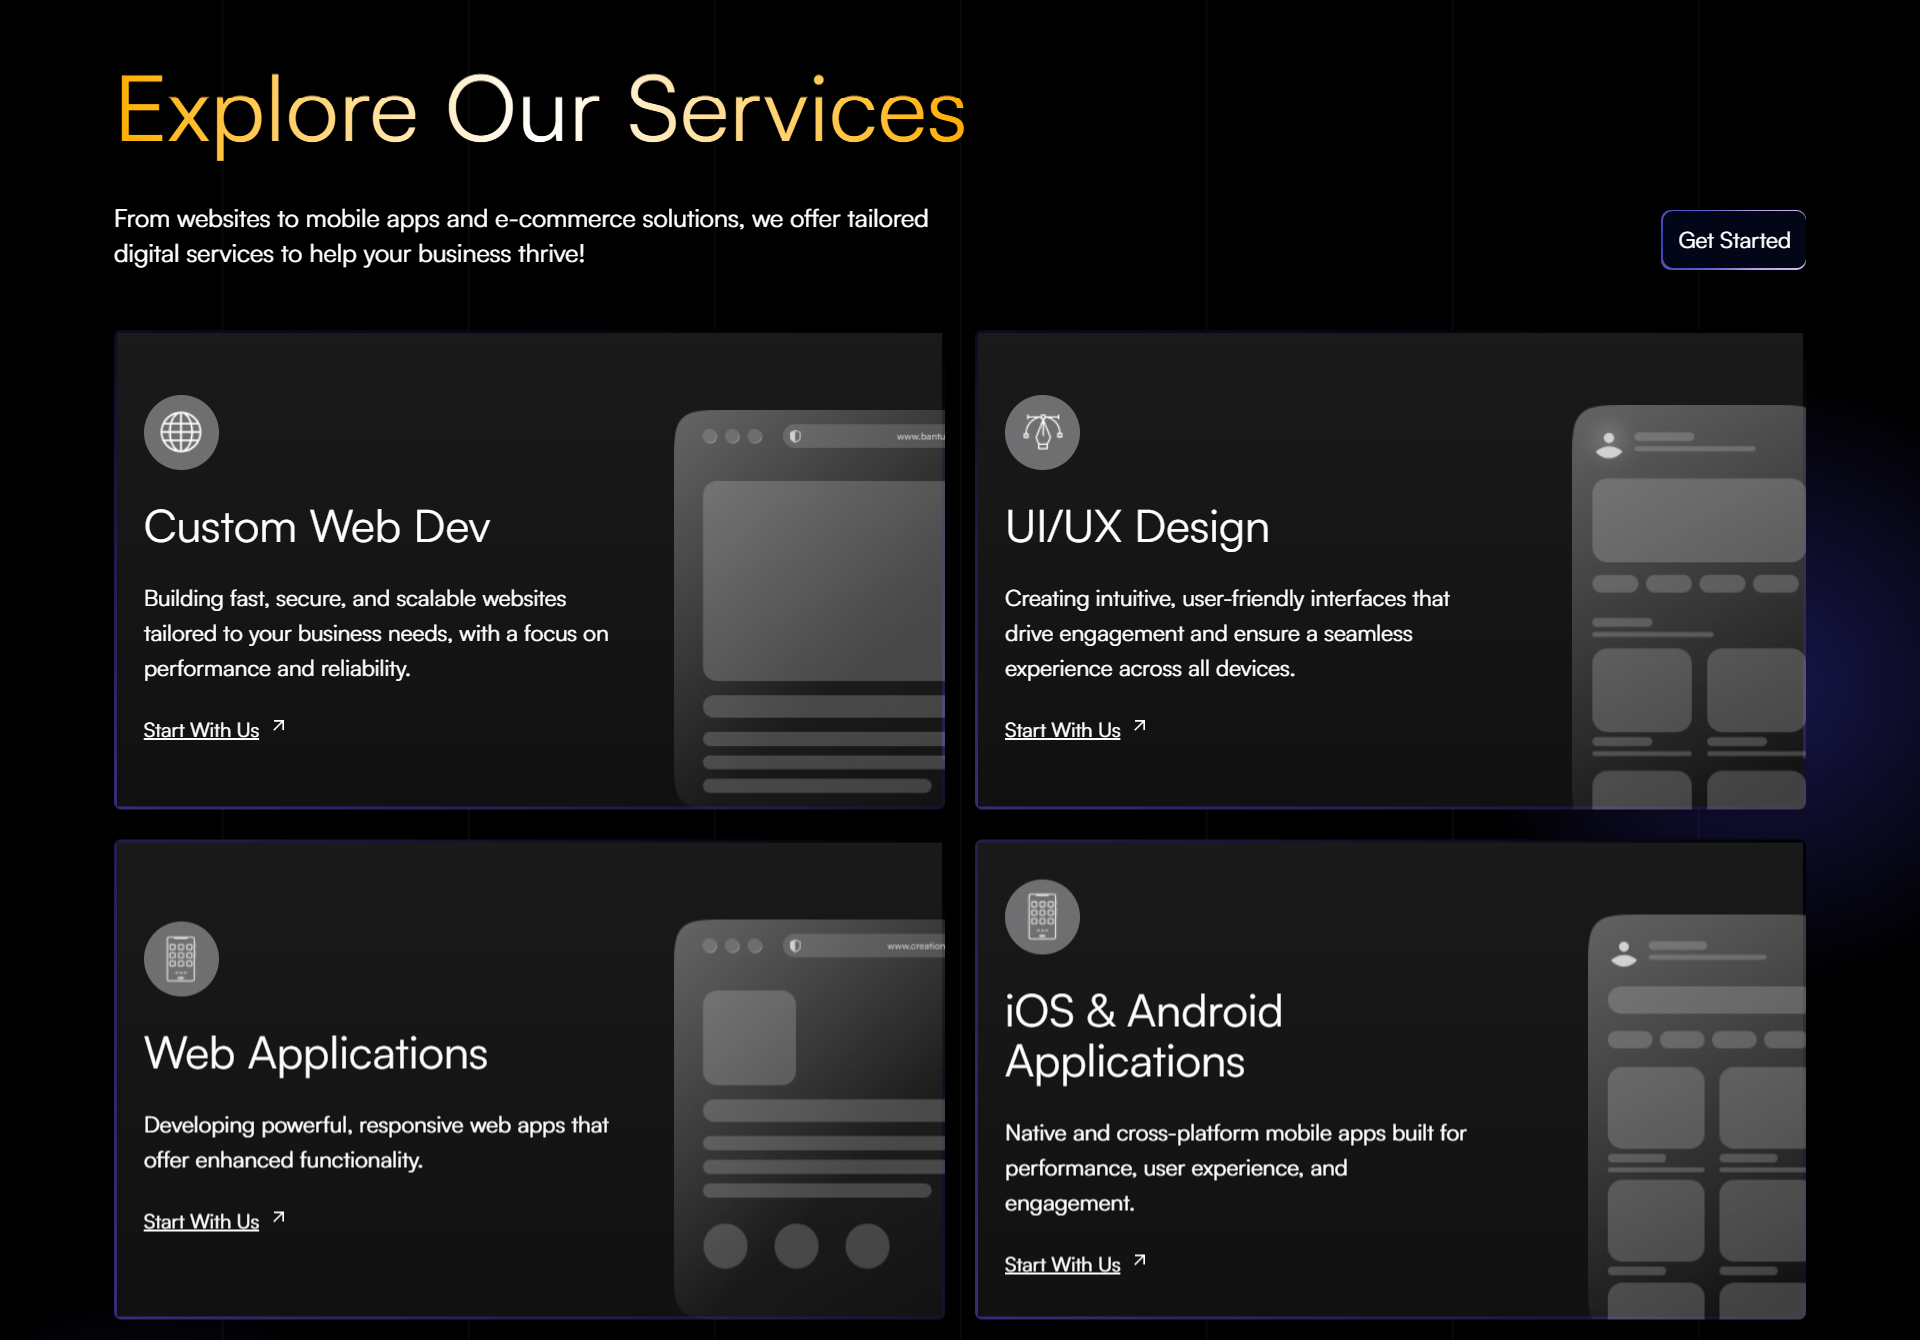 Explore Our Services
From websites to mobile apps and e-commerce solutions, we offer tailored
digital services to help your business thrive!
Get Started
www.bantu
Custom Web Dev
Building fast, secure, and scalable websites
tailored to your business needs, with a focus on
performance and reliability.
Start With Us
UI/UX Design
Creating intuitive, user-friendly interfaces that
drive engagement and ensure a seamless
experience across all devices.
Start With Us
www.creation
Web Applications
Developing powerful, responsive web apps that
offer enhanced functionality.
Start With Us
iOS & Android
Applications
Native and cross-platform mobile apps built for
performance, user experience, and
engagement.
Start With Us